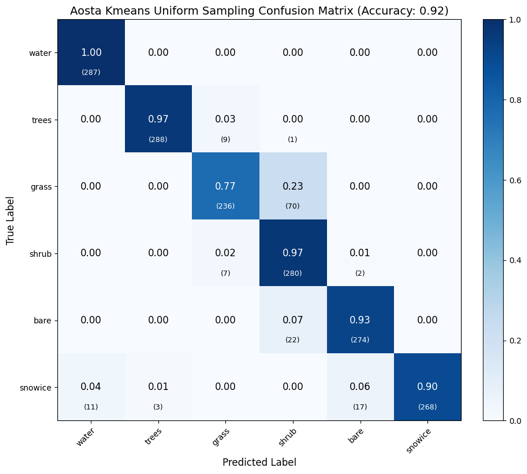 Aosta Kmeans Uniform Sampling Confusion Matrix (Accuracy: 0.92)
True Label
water 1.00 0.00 0.00 0.00 0.00 0.00
(287)
trees 0.00 0.97 0.03 0.00 0.00 0.00
(288) (9) (1)
grass 0.00 0.00 0.77 0.23 0.00 0.00
(236) (70)
shrub 0.00 0.00 0.02 0.97 0.01 0.00
(7) (280) (2)
bare 0.00 0.00 0.00 0.07 0.93 0.00
(22) (274)
snowice 0.04 0.01 0.00 0.00 0.06 0.90
(11) (3) (17) (268)
water trees grass shrub bare snowice
Predicted Label
1.0
0.8
0.6
0.4
0.2
0.0